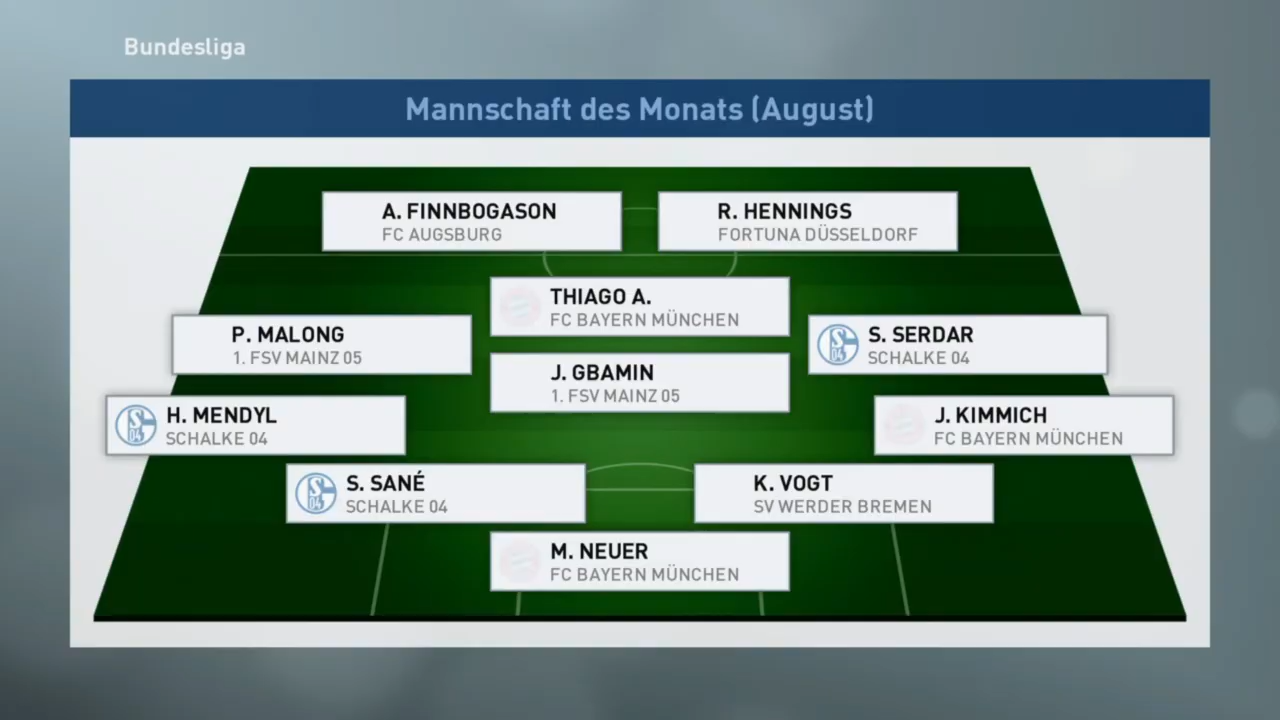 Bundesliga
Mannschaft des Monats (August)
A. FINNBOGASON
FC AUGSBURG
R. HENNINGS
FORTUNA DÜSSELDORF
THIAGO A.
FC BAYERN MÜNCHEN
P. MALONG
1. FSV MAINZ 05
S. SERDAR
SCHALKE 04
J. GBAMIN
1. FSV MAINZ 05
H. MENDYL
SCHALKE 04
J. KIMMICH
FC BAYERN MÜNCHEN
S. SANÉ
SCHALKE 04
K. VOGT
SV WERDER BREMEN
M. NEUER
FC BAYERN MÜNCHEN